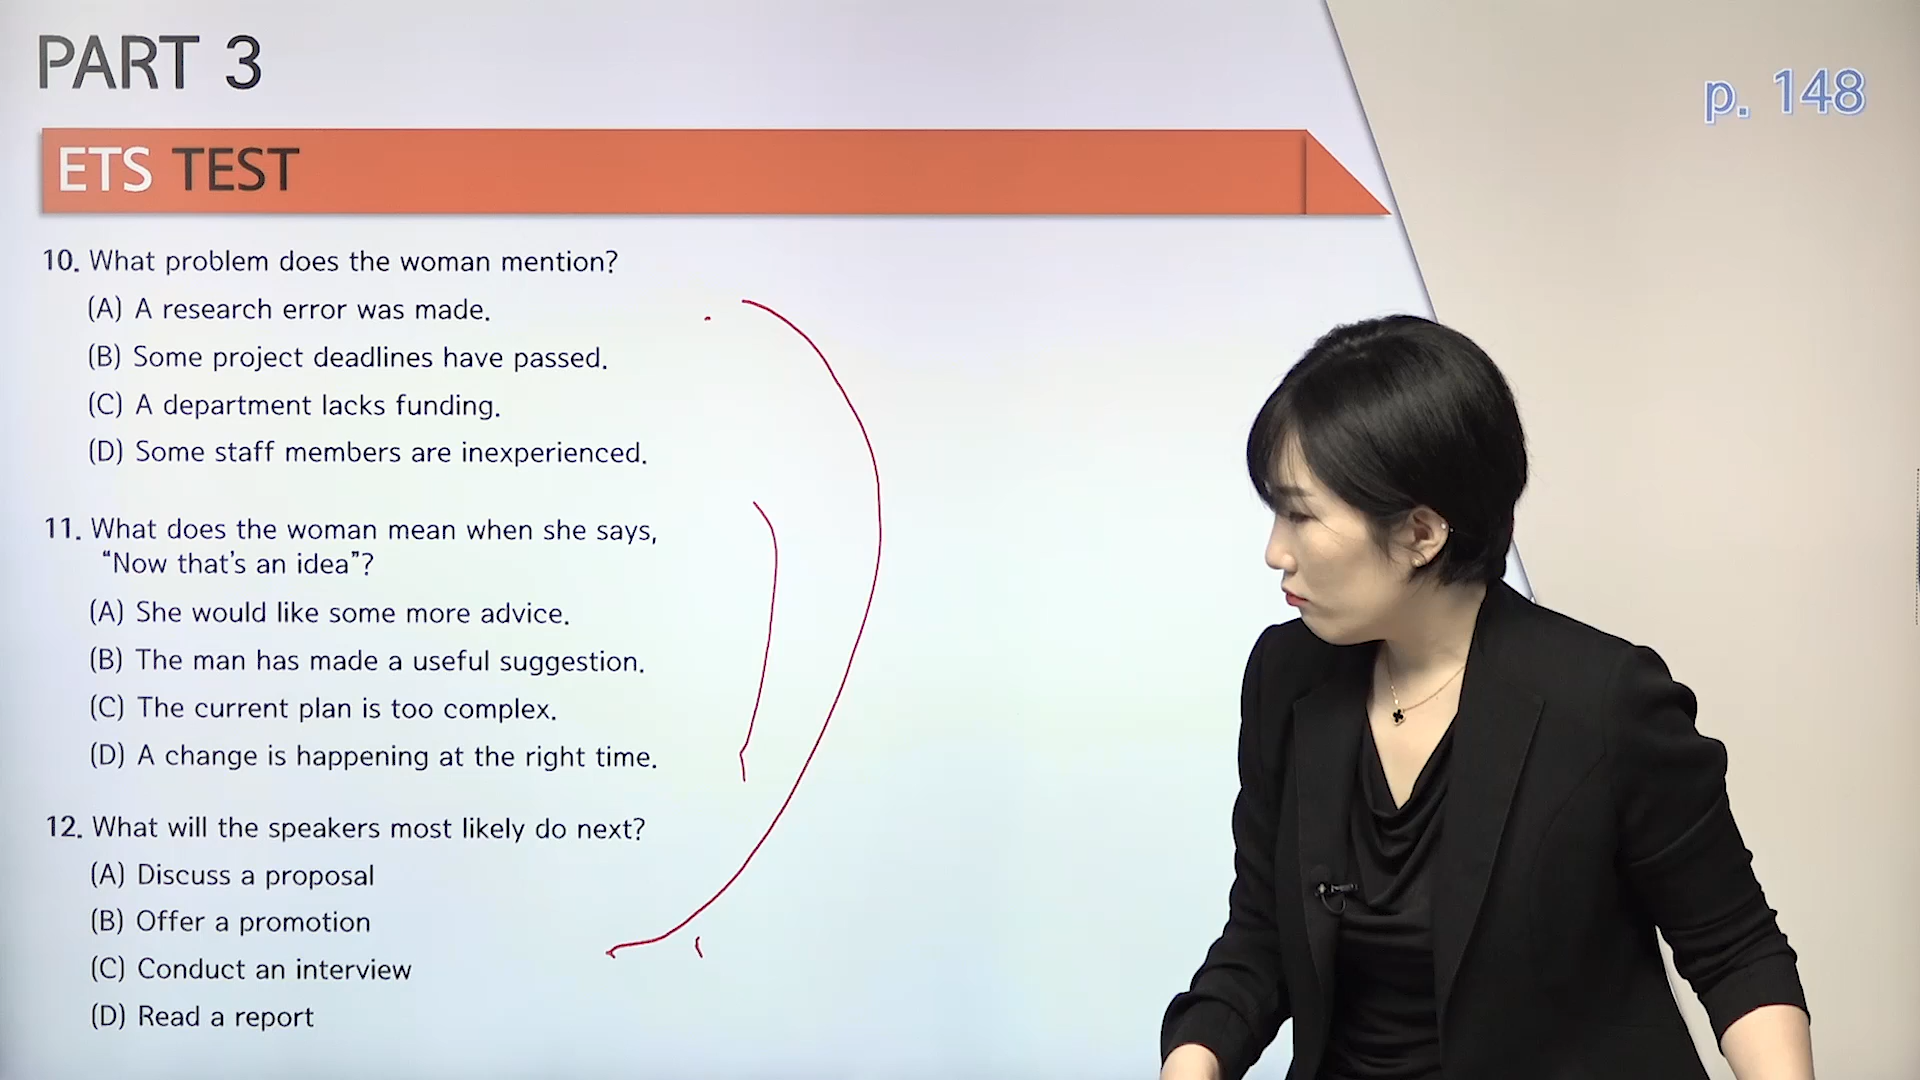 PART 3
p. 148
ETS TEST
10. What problem does the woman mention?
(A) A research error was made.
(B) Some project deadlines have passed.
(C) A department lacks funding.
(D) Some staff members are inexperienced.
11. What does the woman mean when she says,
“Now that’s an idea”?
(A) She would like some more advice.
(B) The man has made a useful suggestion.
(C) The current plan is too complex.
(D) A change is happening at the right time.
12. What will the speakers most likely do next?
(A) Discuss a proposal
(B) Offer a promotion
(C) Conduct an interview
(D) Read a report